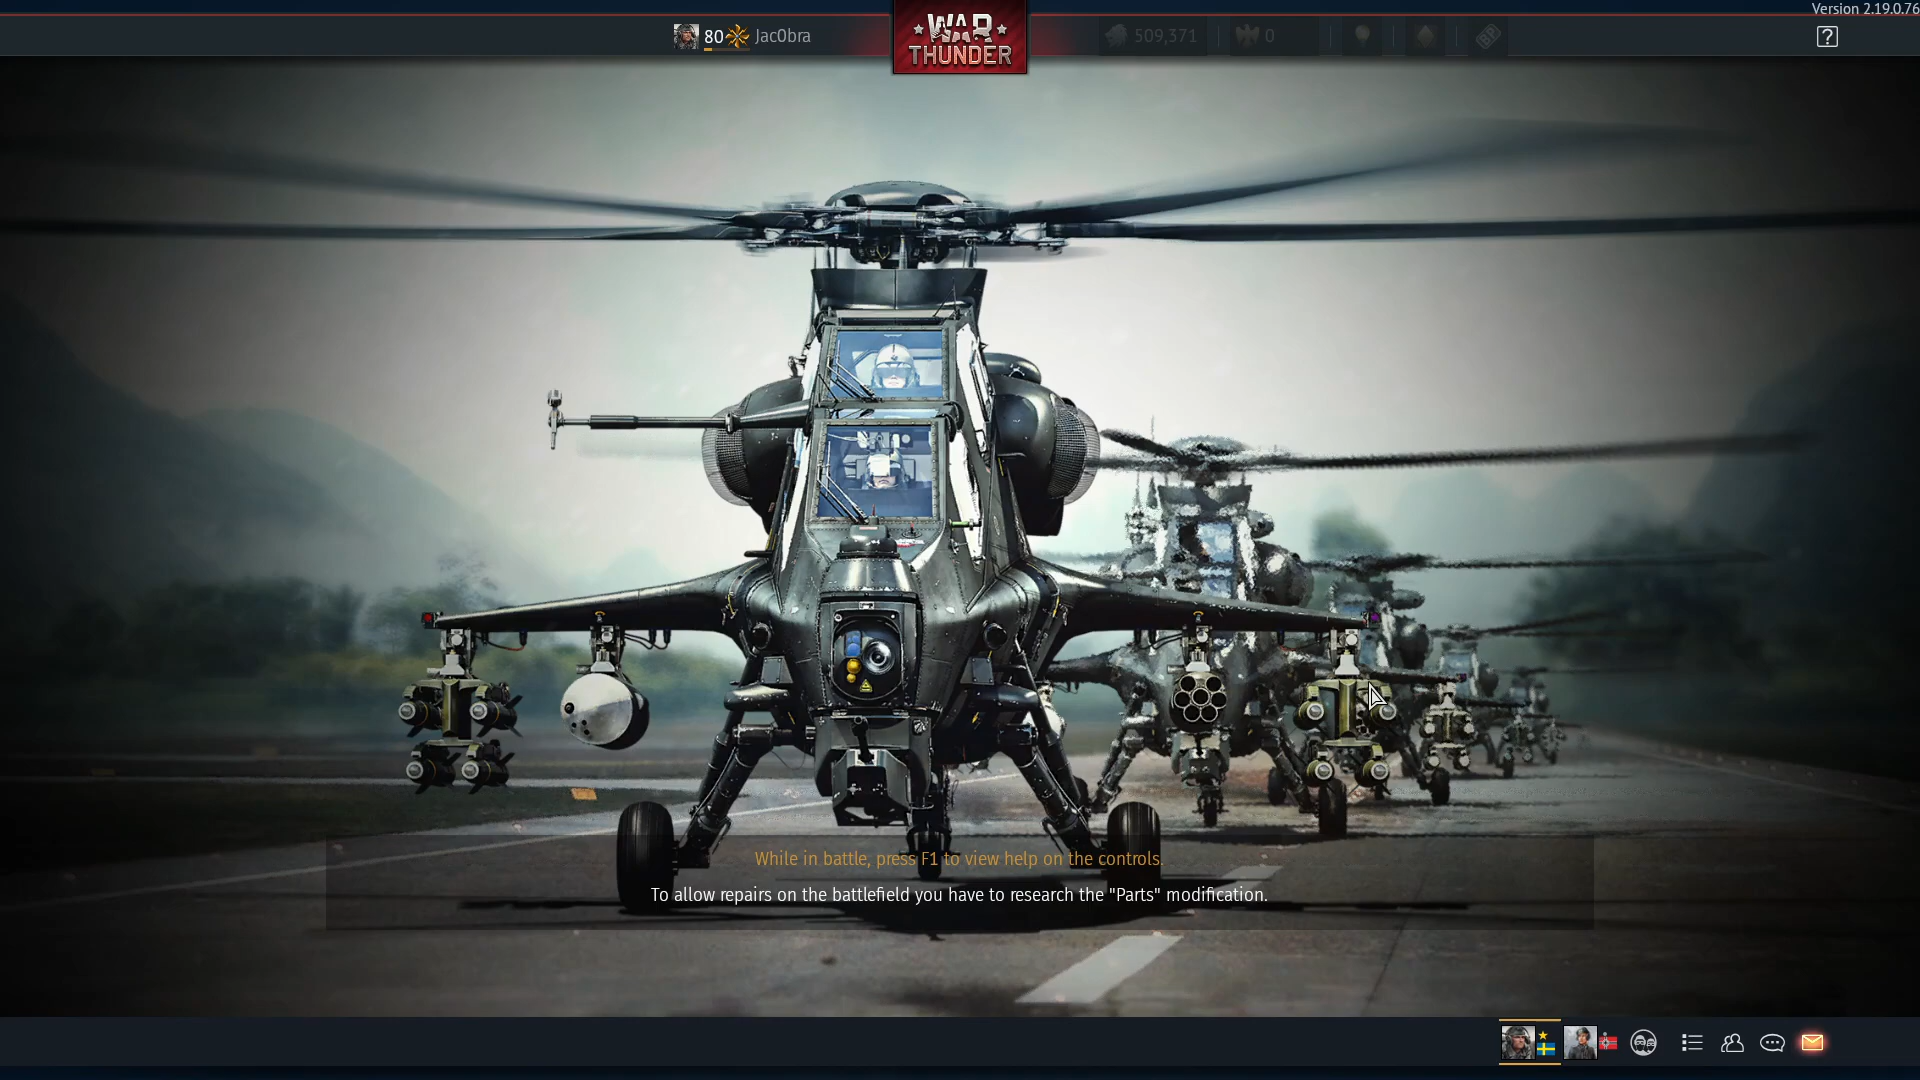 Version 2.19.0.76
80 Jac0bra
WAR
THUNDER
509,371
0
While in battle, press F1 to view help on the controls.
To allow repairs on the battlefield you have to research the "Parts" modification.